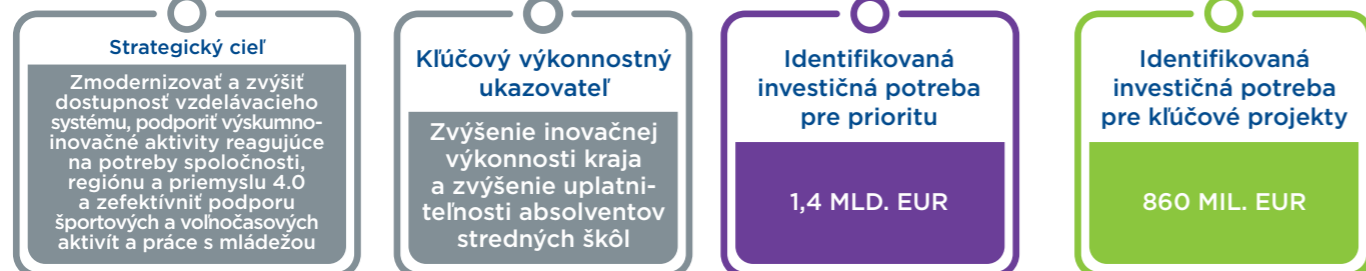 Strategický cieľ
Zmodernizovať a zvýšiť
dostupnosť vzdelávacieho
systému, podporiť výskumno-
inovačné aktivity reagujúce
na potreby spoločnosti,
regiónu a priemyslu 4.0
a zefektívniť podporu
športových a voľnočasových
aktivít a práce s mládežou
Kľúčový výkonnostný
ukazovateľ
Zvýšenie inovačnej
výkonnosti kraja
a zvýšenie uplatni-
teľnosti absolventov
stredných škôl
Identifikovaná
investičná potreba
pre prioritu
1,4 MLD. EUR
Identifikovaná
investičná potreba
pre kľúčové projekty
860 MIL. EUR